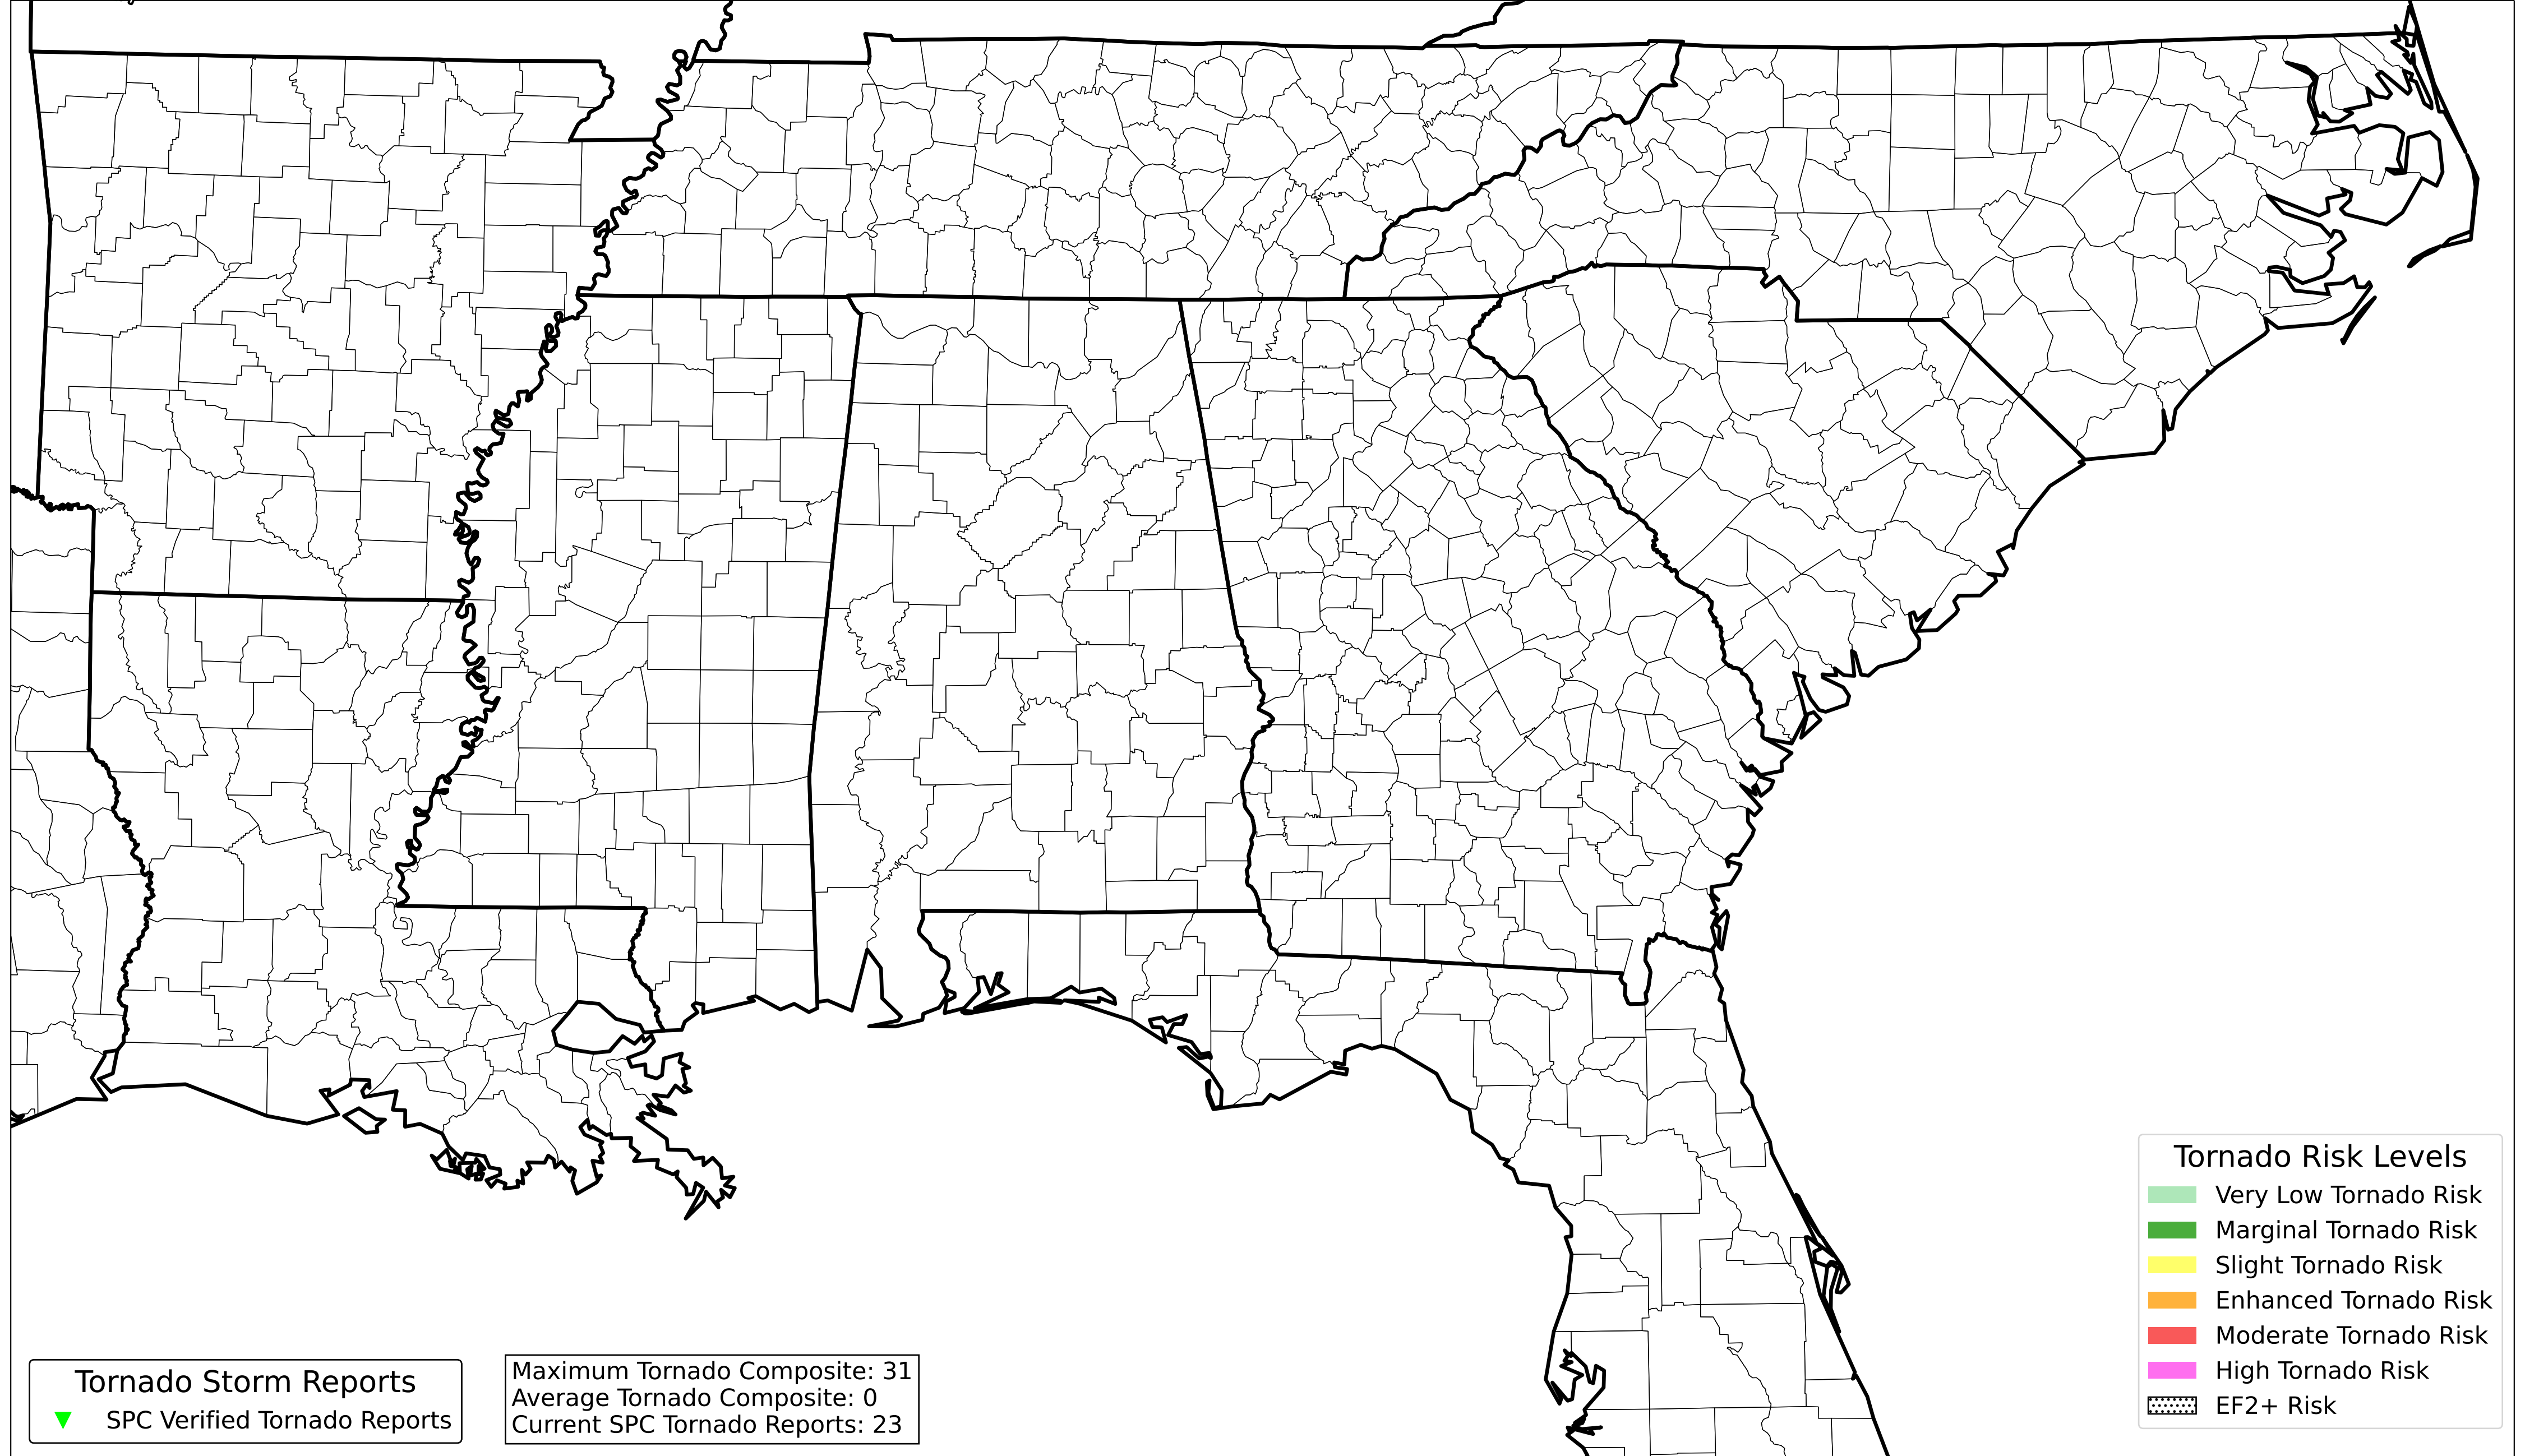 Tornado Risk Levels
Very Low Tornado Risk
Marginal Tornado Risk
Slight Tornado Risk
Enhanced Tornado Risk
Moderate Tornado Risk
High Tornado Risk
EF2+ Risk
Tornado Storm Reports
SPC Verified Tornado Reports
Maximum Tornado Composite: 31
Average Tornado Composite: 0
Current SPC Tornado Reports: 23